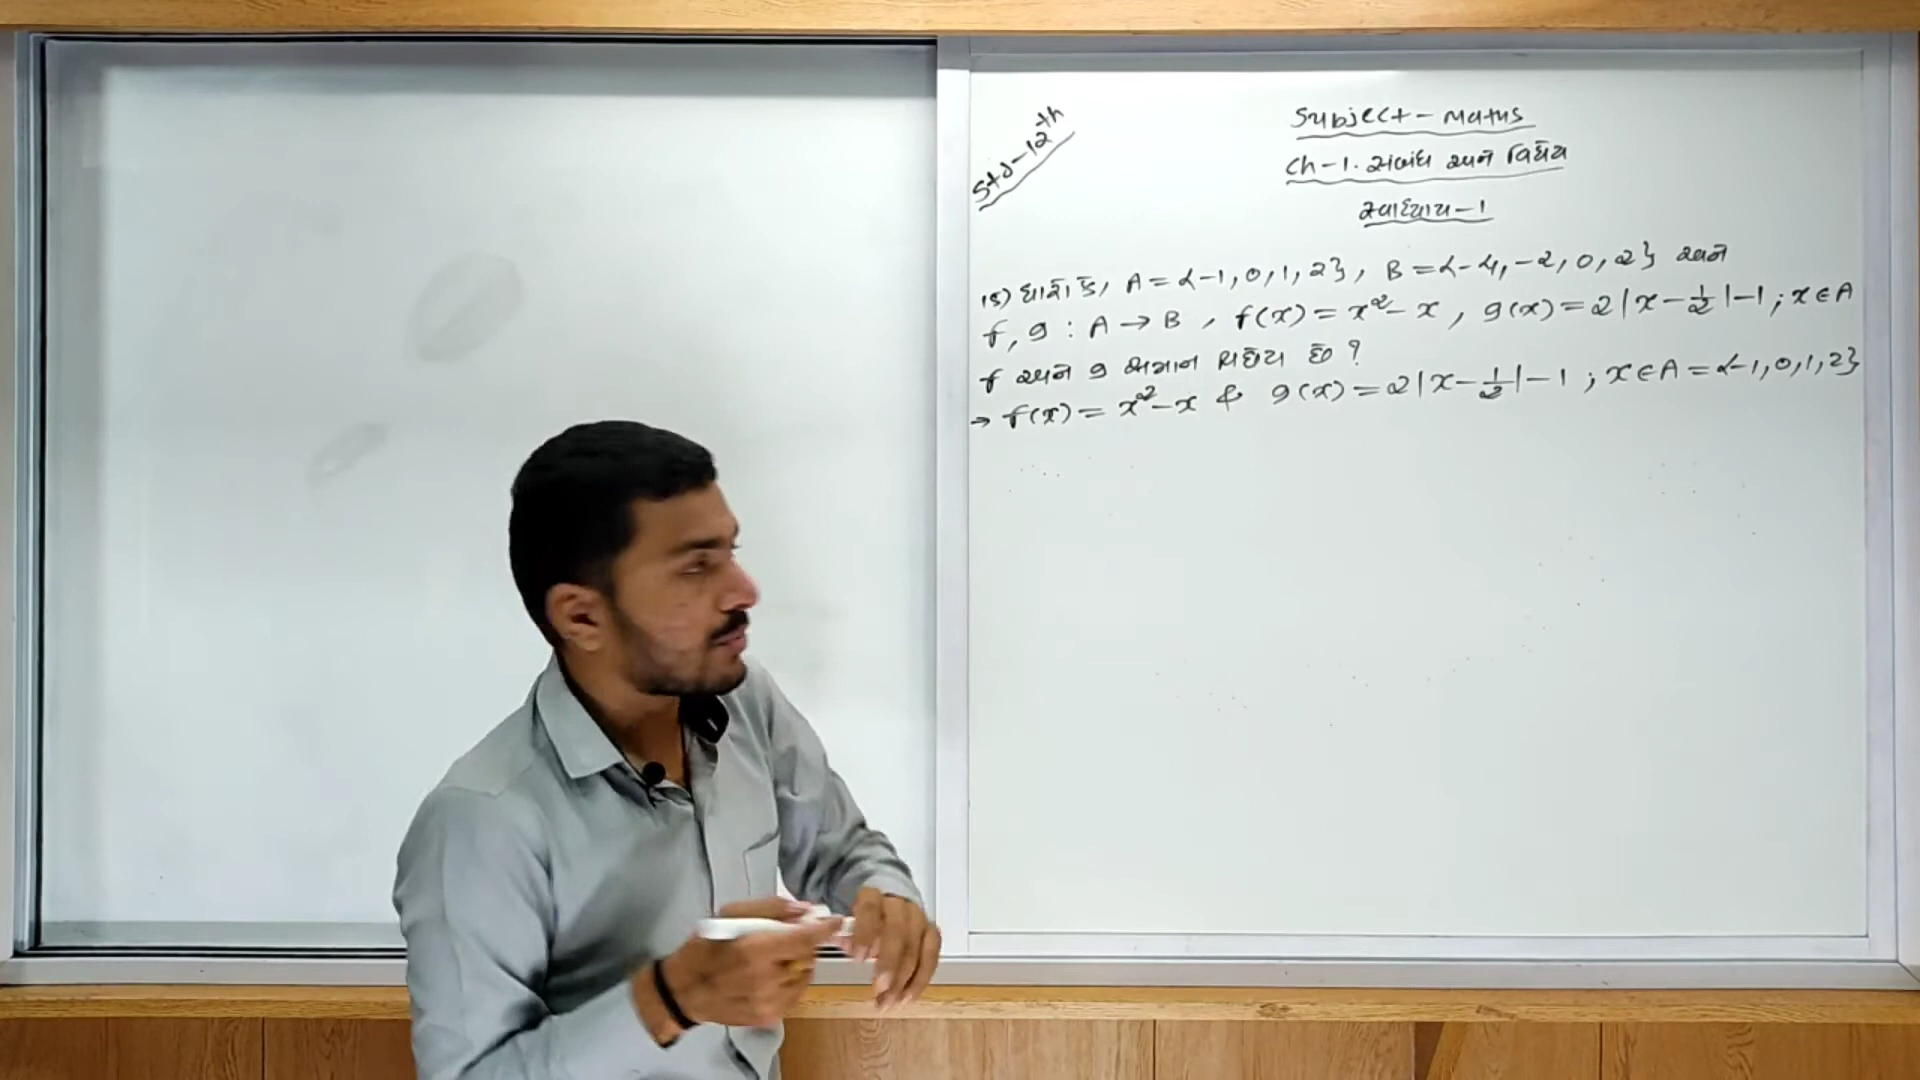 Std-12th
Subject - Maths
Ch-1. સંબંધ અને વિધેય
સ્વાધ્યાય-1
15) ધારો કે, A = {-1, 0, 1, 2}, B = {-4, -2, 0, 2} અને
f, g : A → B, f(x) = x² - x, g(x) = 2|x - 1/2| - 1 ; x ∈ A
f અને g સમાન વિધેય છે ?
→ f(x) = x² - x & g(x) = 2|x - 1/2| - 1 ; x ∈ A = {-1, 0, 1, 2}